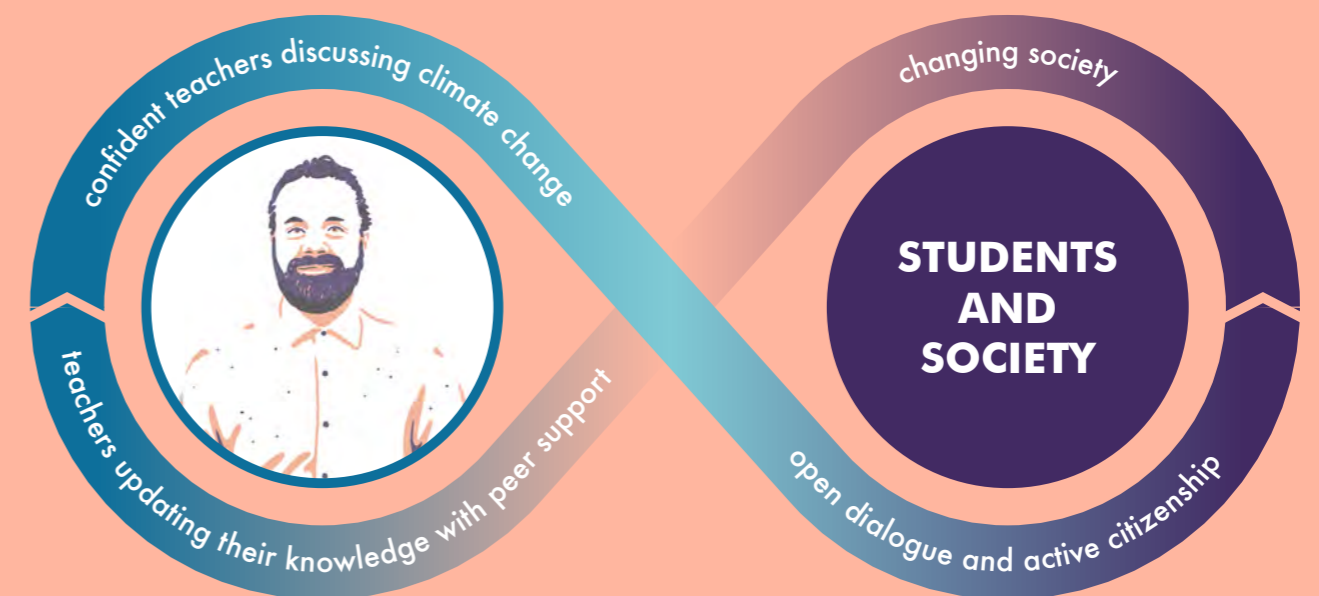 confident teachers discussing climate change
changing society
STUDENTS
AND
SOCIETY
teachers updating their knowledge with peer support
open dialogue and active citizenship